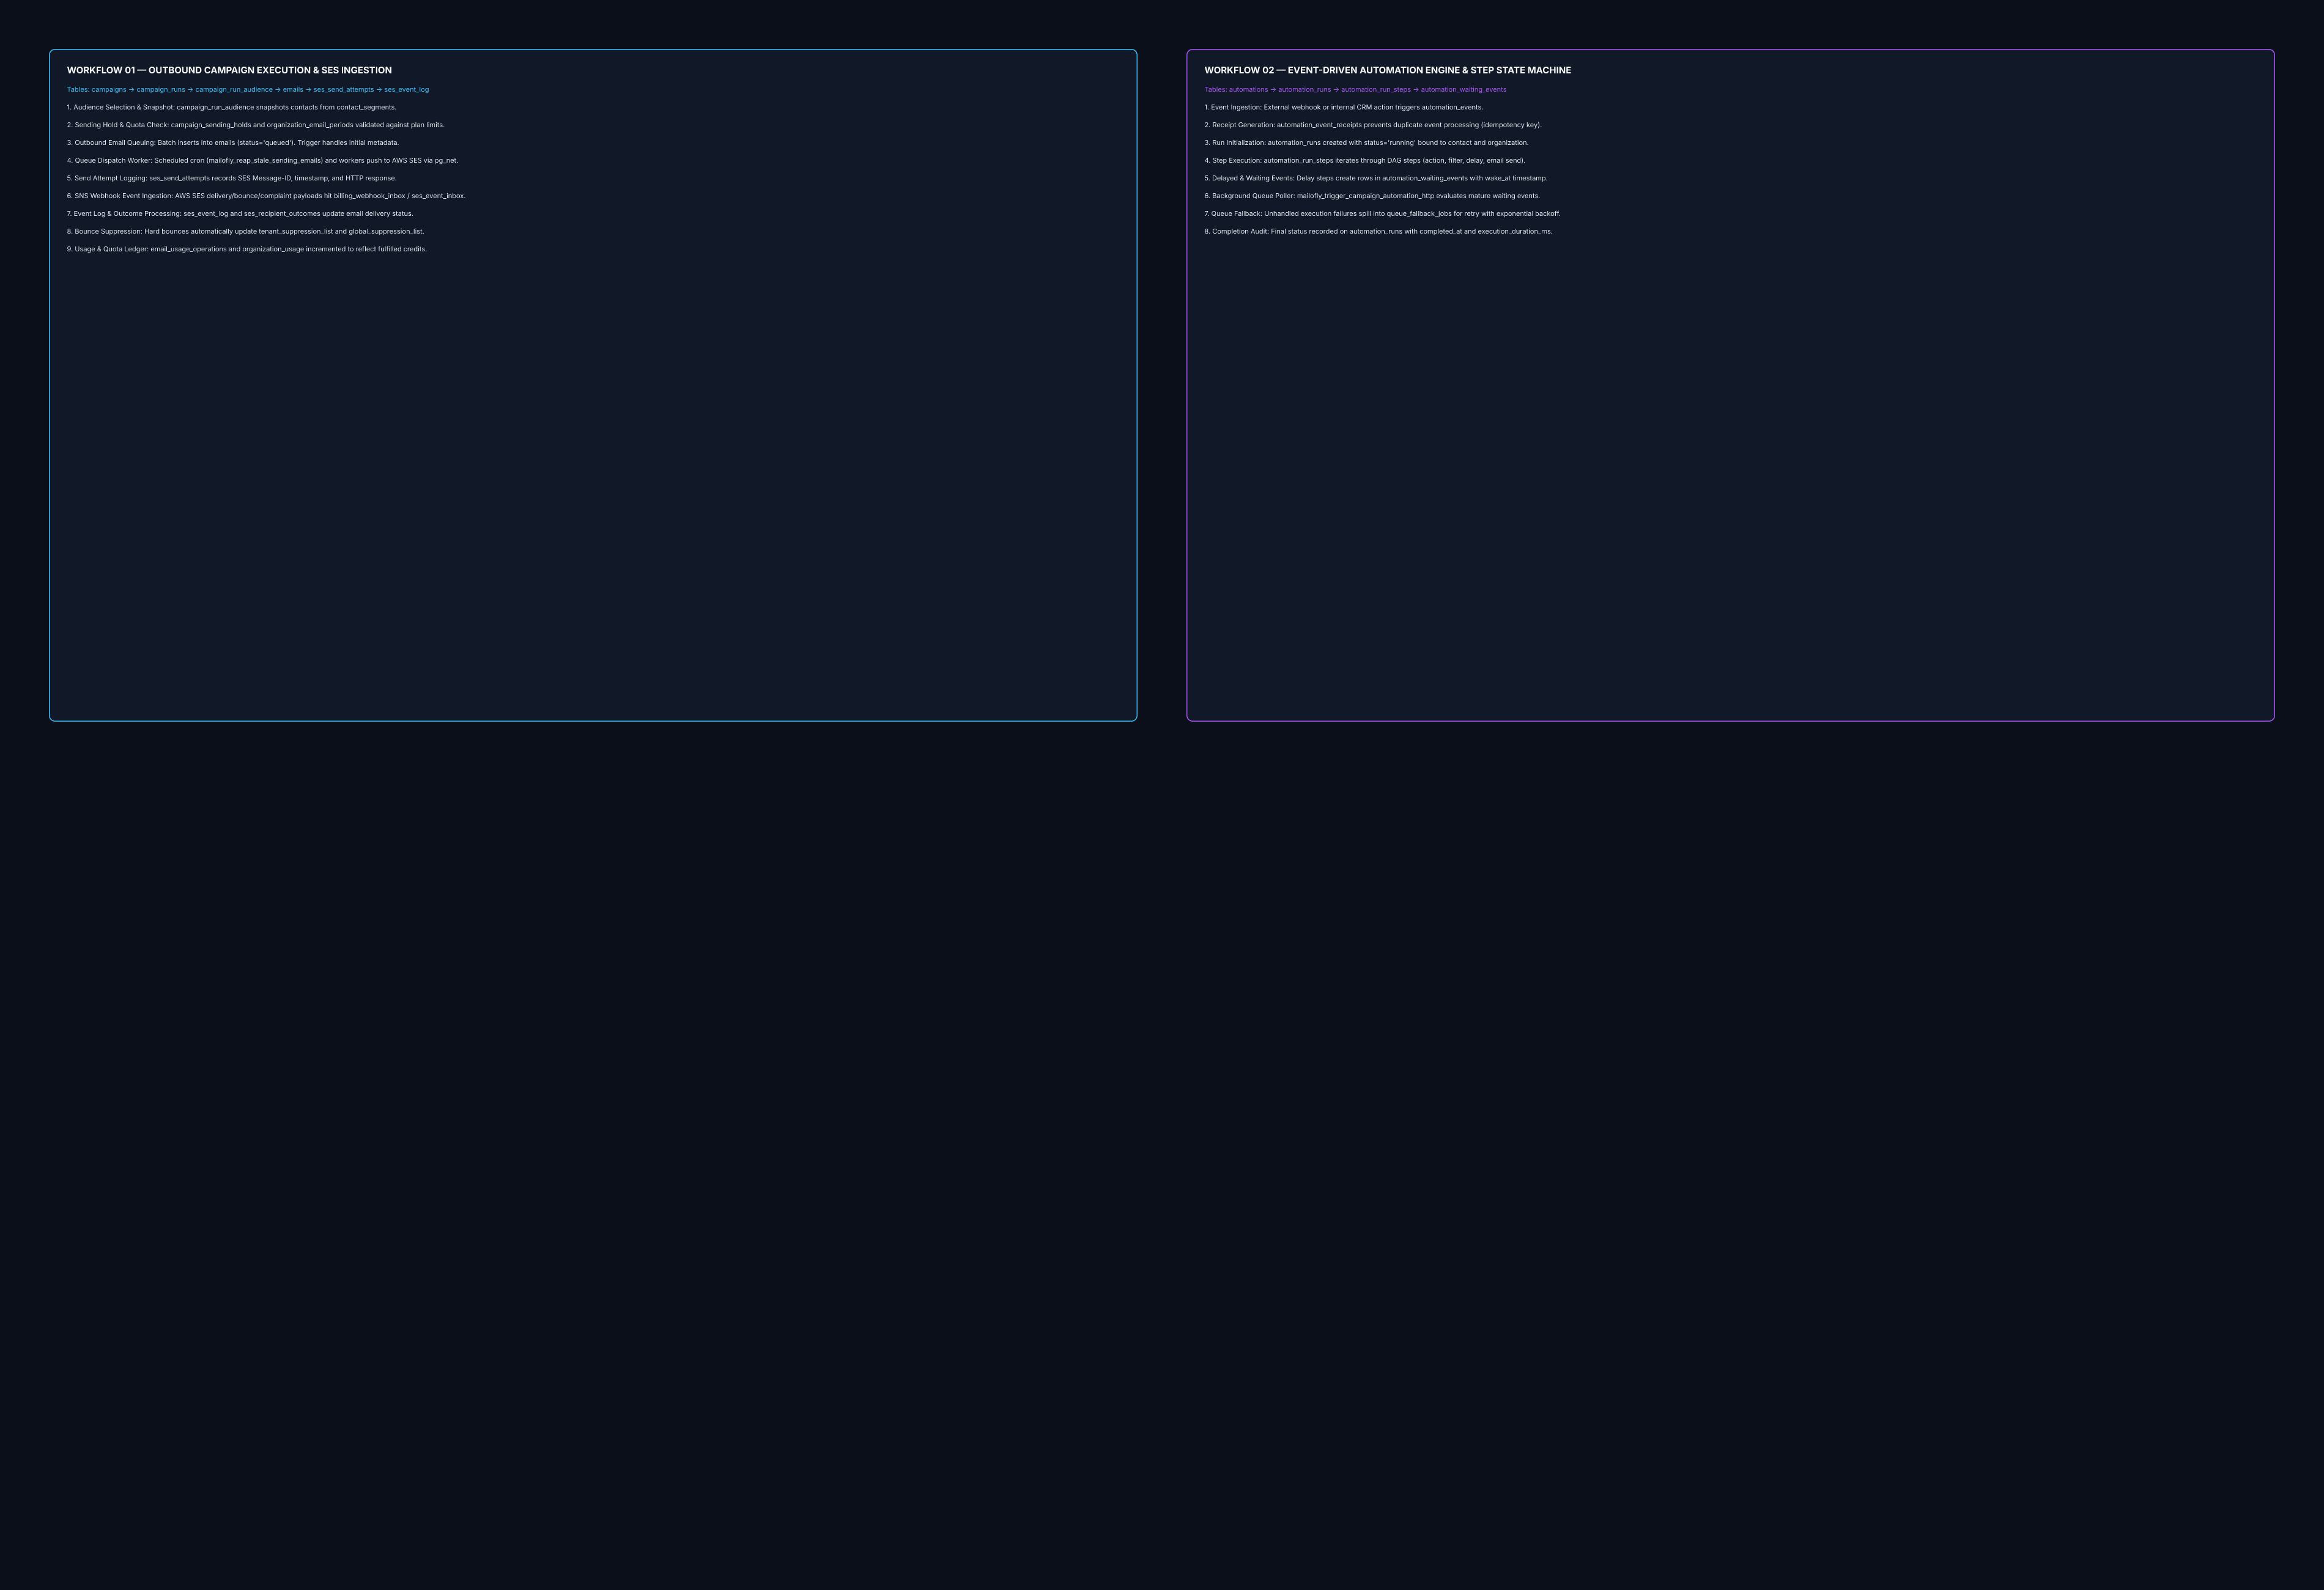 WORKFLOW 01 — OUTBOUND CAMPAIGN EXECUTION & SES INGESTION
Tables: campaigns → campaign_runs → campaign_run_audience → emails → ses_send_attempts → ses_event_log
1. Audience Selection & Snapshot: campaign_run_audience snapshots contacts from contact_segments.
2. Sending Hold & Quota Check: campaign_sending_holds and organization_email_periods validated against plan limits.
3. Outbound Email Queuing: Batch inserts into emails (status='queued'). Trigger handles initial metadata.
4. Queue Dispatch Worker: Scheduled cron (mailofly_reap_stale_sending_emails) and workers push to AWS SES via pg_net.
5. Send Attempt Logging: ses_send_attempts records SES Message-ID, timestamp, and HTTP response.
6. SNS Webhook Event Ingestion: AWS SES delivery/bounce/complaint payloads hit billing_webhook_inbox / ses_event_inbox.
7. Event Log & Outcome Processing: ses_event_log and ses_recipient_outcomes update email delivery status.
8. Bounce Suppression: Hard bounces automatically update tenant_suppression_list and global_suppression_list.
9. Usage & Quota Ledger: email_usage_operations and organization_usage incremented to reflect fulfilled credits.
WORKFLOW 02 — EVENT-DRIVEN AUTOMATION ENGINE & STEP STATE MACHINE
Tables: automations → automation_runs → automation_run_steps → automation_waiting_events
1. Event Ingestion: External webhook or internal CRM action triggers automation_events.
2. Receipt Generation: automation_event_receipts prevents duplicate event processing (idempotency key).
3. Run Initialization: automation_runs created with status='running' bound to contact and organization.
4. Step Execution: automation_run_steps iterates through DAG steps (action, filter, delay, email send).
5. Delayed & Waiting Events: Delay steps create rows in automation_waiting_events with wake_at timestamp.
6. Background Queue Poller: mailofly_trigger_campaign_automation_http evaluates mature waiting events.
7. Queue Fallback: Unhandled execution failures spill into queue_fallback_jobs for retry with exponential backoff.
8. Completion Audit: Final status recorded on automation_runs with completed_at and execution_duration_ms.